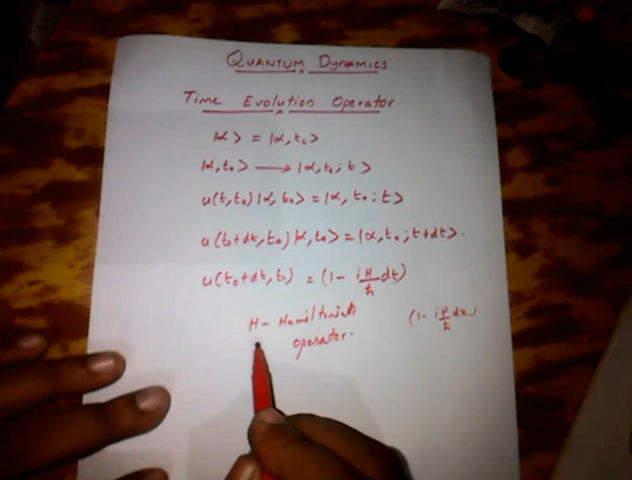 QUANTUM DYNAMICS
TIME EVOLUTION OPERATOR
|α> = |α, t₀>
|α, t₀> ⟶ |α, t₀; t>
u(t, t₀) |α, t₀> = |α, t₀; t>
u(t₀+dt, t₀) |α, t₀> = |α, t₀; t+dt>.
u(t₀+dt, t₀) = (1 - iH/ħ dt)
H - Hamiltonian (1 - iP/ħ dx.)
operator.